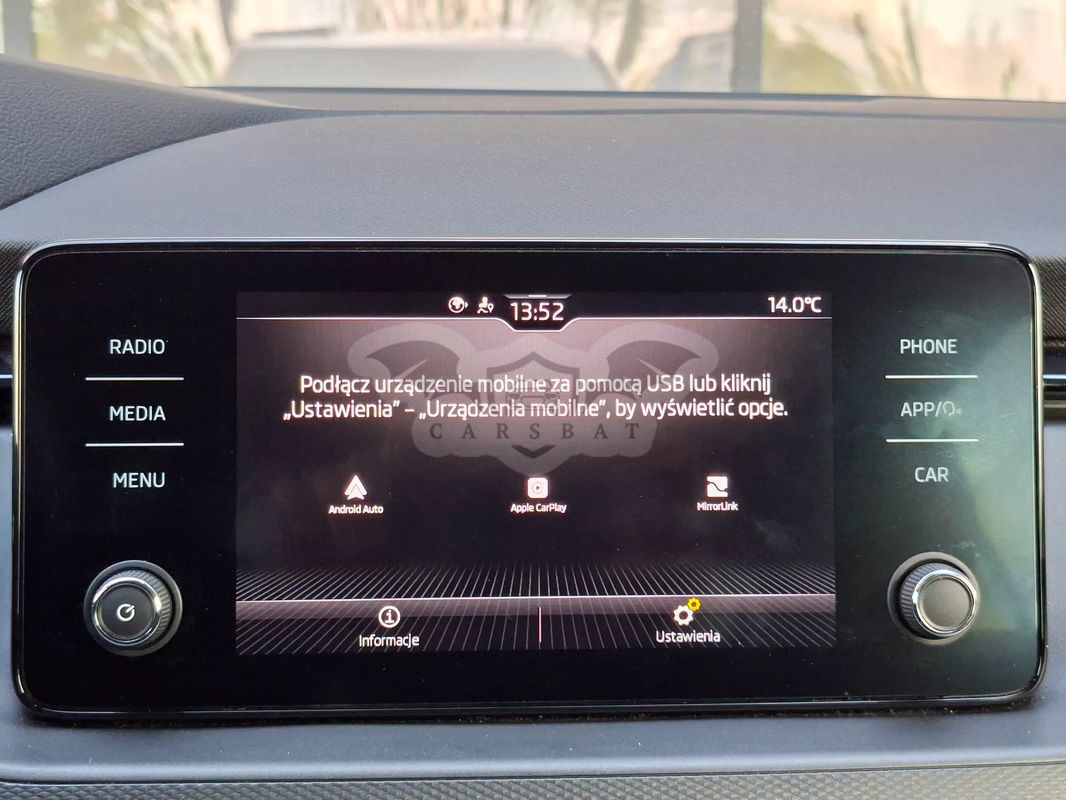 13:52
14.0°C
RADIO
PHONE
Podłącz urządzenie mobilne za pomocą USB lub kliknij
„Ustawienia” – „Urządzenia mobilne”, by wyświetlić opcje.
MEDIA
APP/
CARSBAT
MENU
CAR
Android Auto
Apple CarPlay
MirrorLink
Informacje
Ustawienia